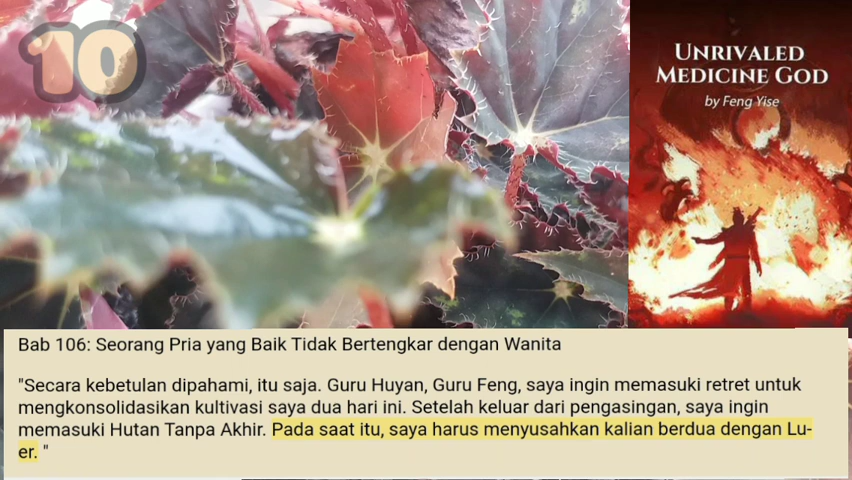 10
UNRIVALED
MEDICINE GOD
by Feng Yise
Bab 106: Seorang Pria yang Baik Tidak Bertengkar dengan Wanita
"Secara kebetulan dipahami, itu saja. Guru Huyan, Guru Feng, saya ingin memasuki retret untuk
mengkonsolidasikan kultivasi saya dua hari ini. Setelah keluar dari pengasingan, saya ingin
memasuki Hutan Tanpa Akhir. Pada saat itu, saya harus menyusahkan kalian berdua dengan Lu-
er. "